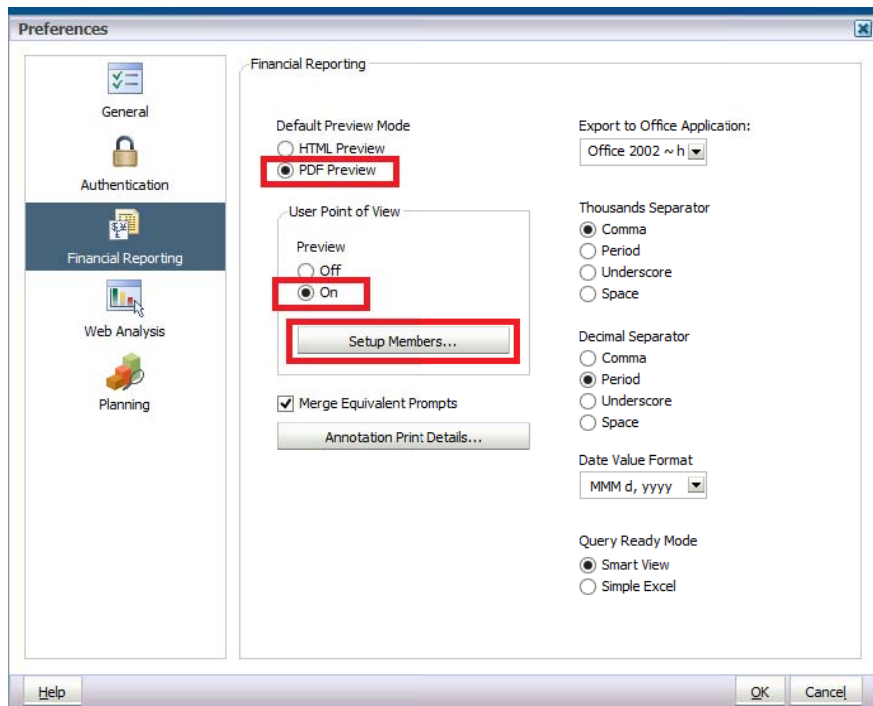 Preferences
General
Authentication
Financial Reporting
Web Analysis
Planning
Financial Reporting
Default Preview Mode
HTML Preview
PDF Preview
User Point of View
Preview
Off
On
Setup Members...
Merge Equivalent Prompts
Annotation Print Details...
Export to Office Application:
Office 2002 ~ h
Thousands Separator
Comma
Period
Underscore
Space
Decimal Separator
Comma
Period
Underscore
Space
Date Value Format
MMM d, yyyy
Query Ready Mode
Smart View
Simple Excel
Help
OK
Cancel